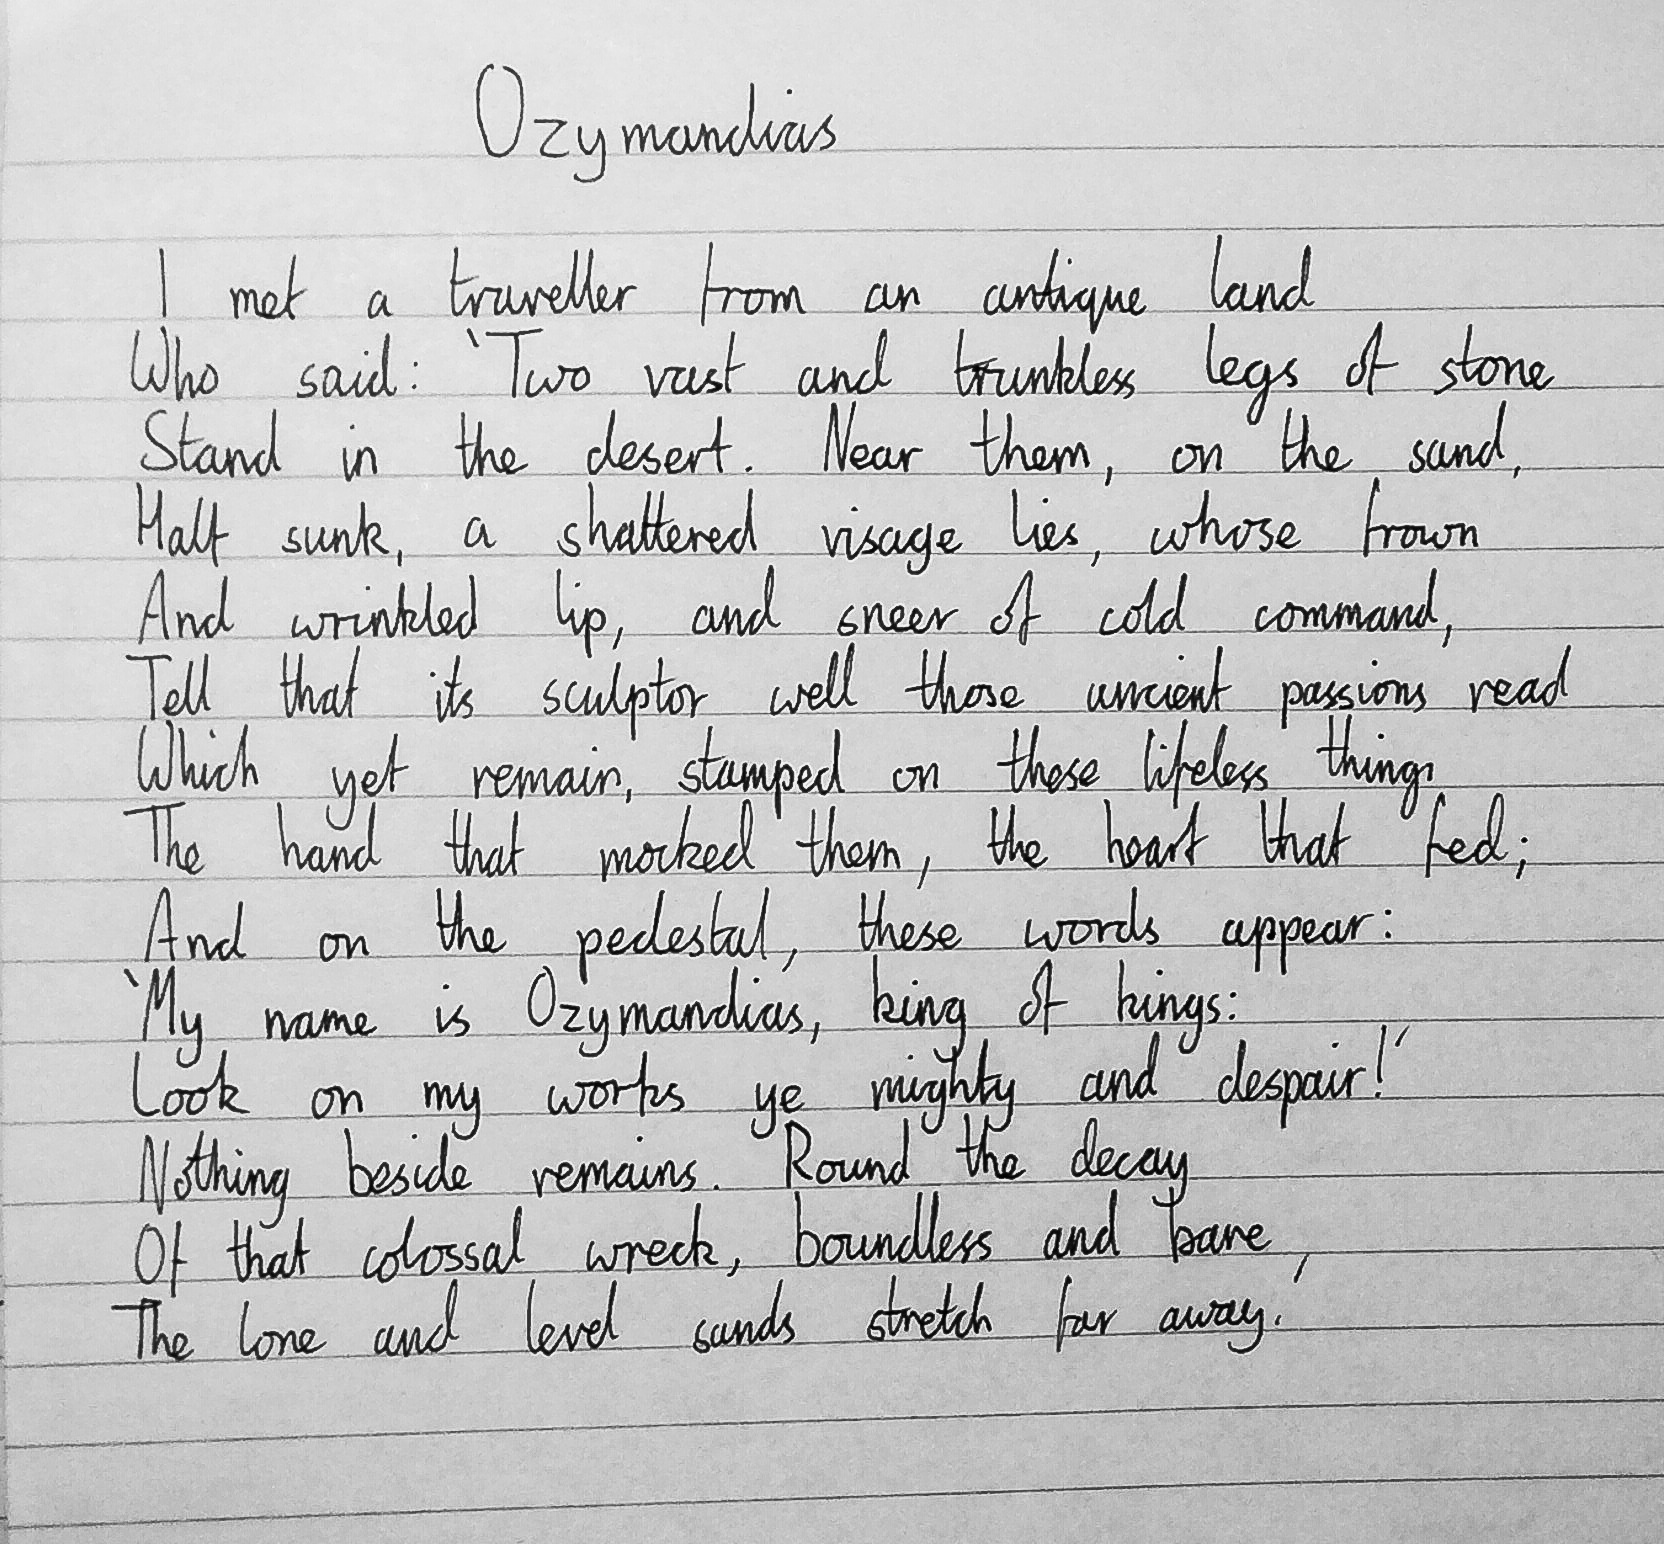 Ozymandias
I met a traveller from an antique land
Who said: 'Two vast and trunkless legs of stone
Stand in the desert. Near them, on the sand,
Half sunk, a shattered visage lies, whose frown
And wrinkled lip, and sneer of cold command,
Tell that its sculptor well those ancient passions read
Which yet remain, stamped on these lifeless things
The hand that mocked them, the heart that fed;
And on the pedestal, these words appear:
'My name is Ozymandias, king of kings:
Look on my works ye mighty and despair!'
Nothing beside remains. Round the decay
Of that colossal wreck, boundless and bare,
The lone and level sands stretch far away.'